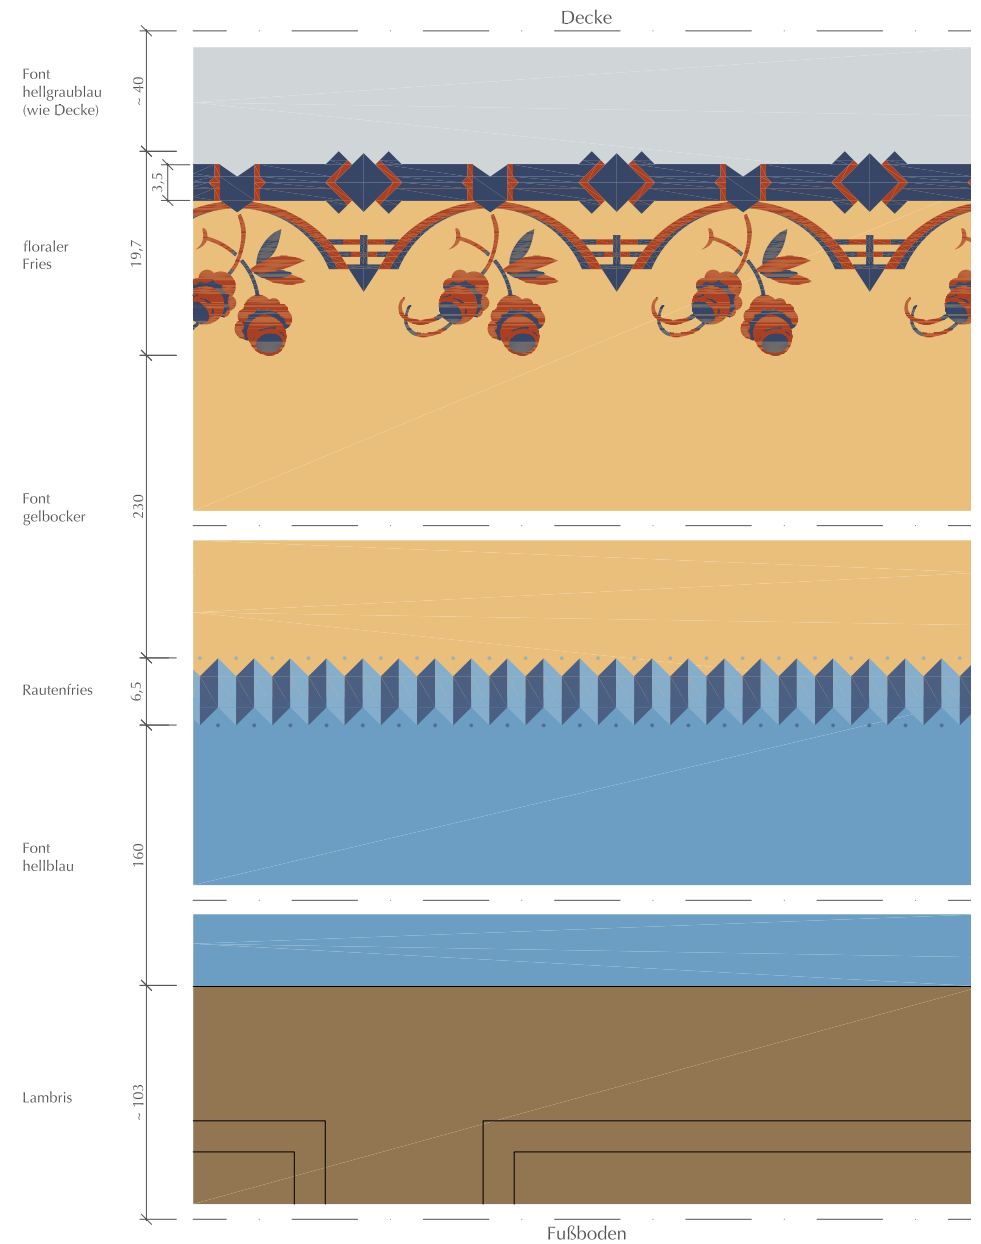 Decke
Font
hellgraublau
(wie Decke)
~ 40
3,5
floraler
Fries
19,7
Font
gelbocker
230
Rautenfries
6,5
Font
hellblau
160
Lambris
~ 103
Fußboden